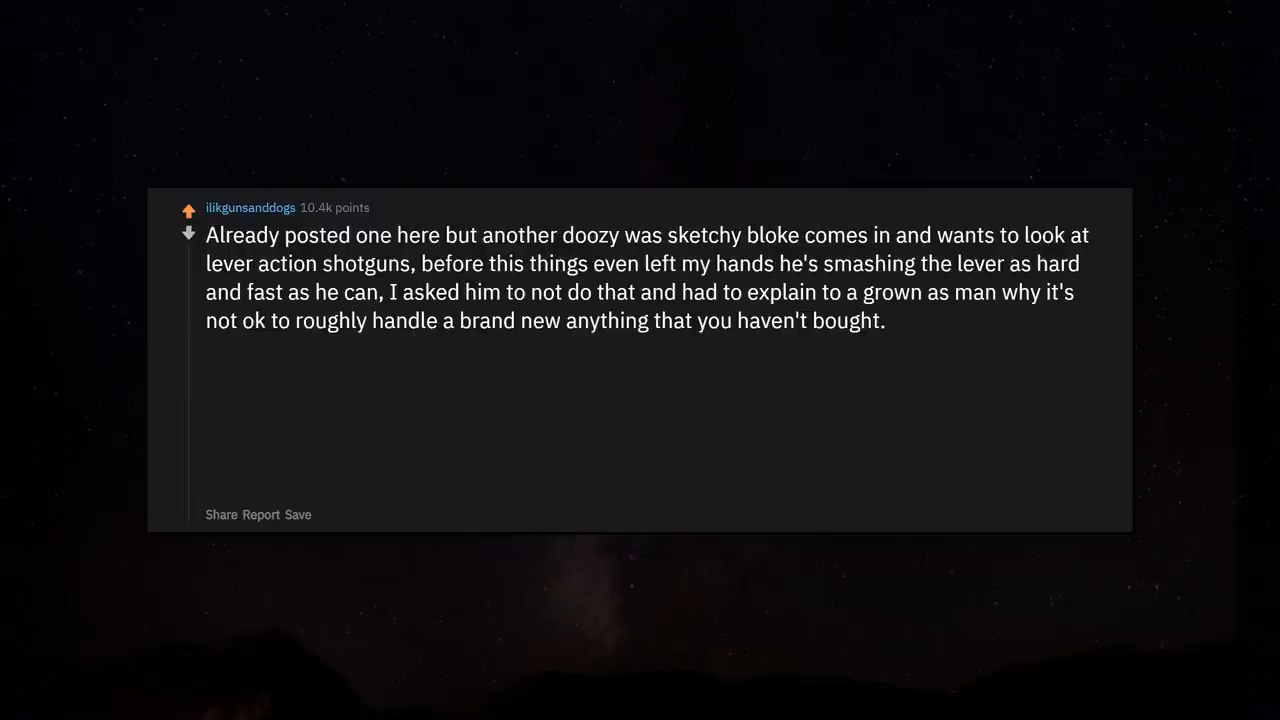 ilikgunsanddogs 10.4k points
Already posted one here but another doozy was sketchy bloke comes in and wants to look at
lever action shotguns, before this things even left my hands he's smashing the lever as hard
and fast as he can, I asked him to not do that and had to explain to a grown as man why it's
not ok to roughly handle a brand new anything that you haven't bought.
Share Report Save